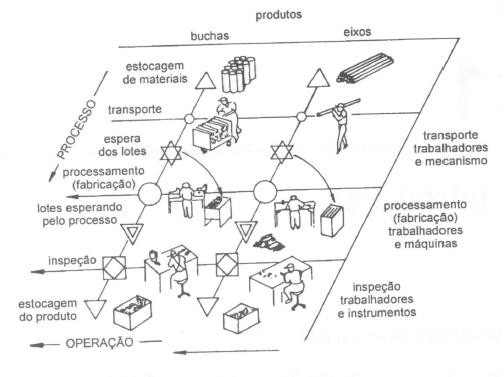 produtos
buchas
eixos
estocagem
de materiais
transporte
espera
dos lotes
processamento
(fabricação)
lotes esperando
pelo processo
inspeção
estocagem
do produto
OPERAÇÃO
PROCESSO
transporte
trabalhadores
e mecanismo
processamento
(fabricação)
trabalhadores
e máquinas
inspeção
trabalhadores
e instrumentos